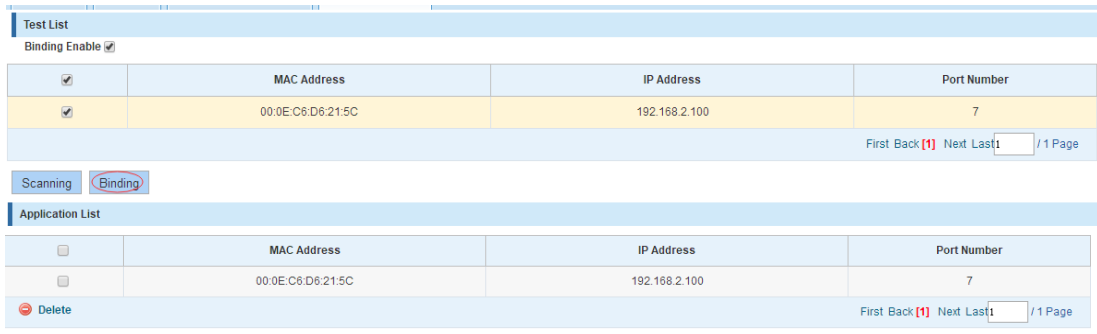 Test List
Binding Enable
MAC Address IP Address Port Number
00:0E:C6:D6:21:5C 192.168.2.100 7
First Back [1] Next Last 1 / 1 Page
Scanning Binding
Application List
MAC Address IP Address Port Number
00:0E:C6:D6:21:5C 192.168.2.100 7
Delete First Back [1] Next Last 1 / 1 Page